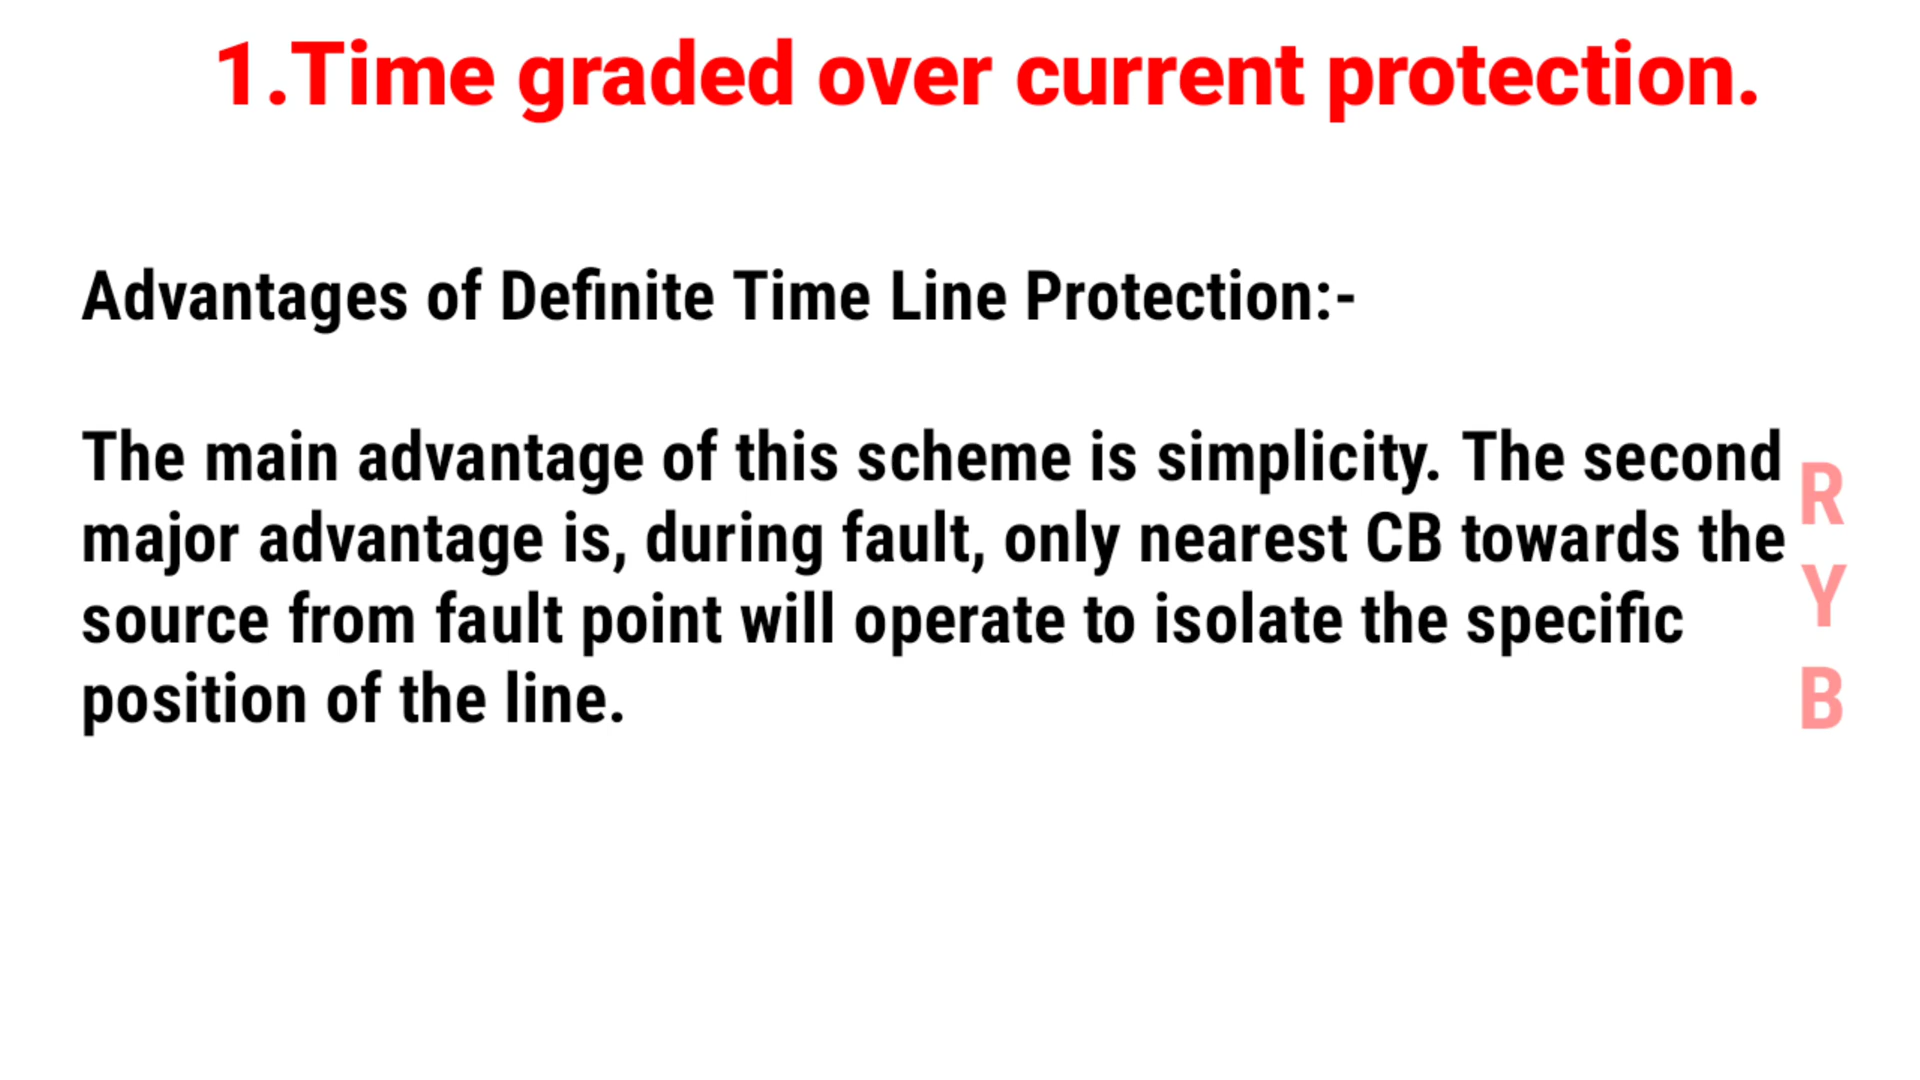 1.Time graded over current protection.
Advantages of Definite Time Line Protection:-
The main advantage of this scheme is simplicity. The second
major advantage is, during fault, only nearest CB towards the
source from fault point will operate to isolate the specific
position of the line.
R
Y
B